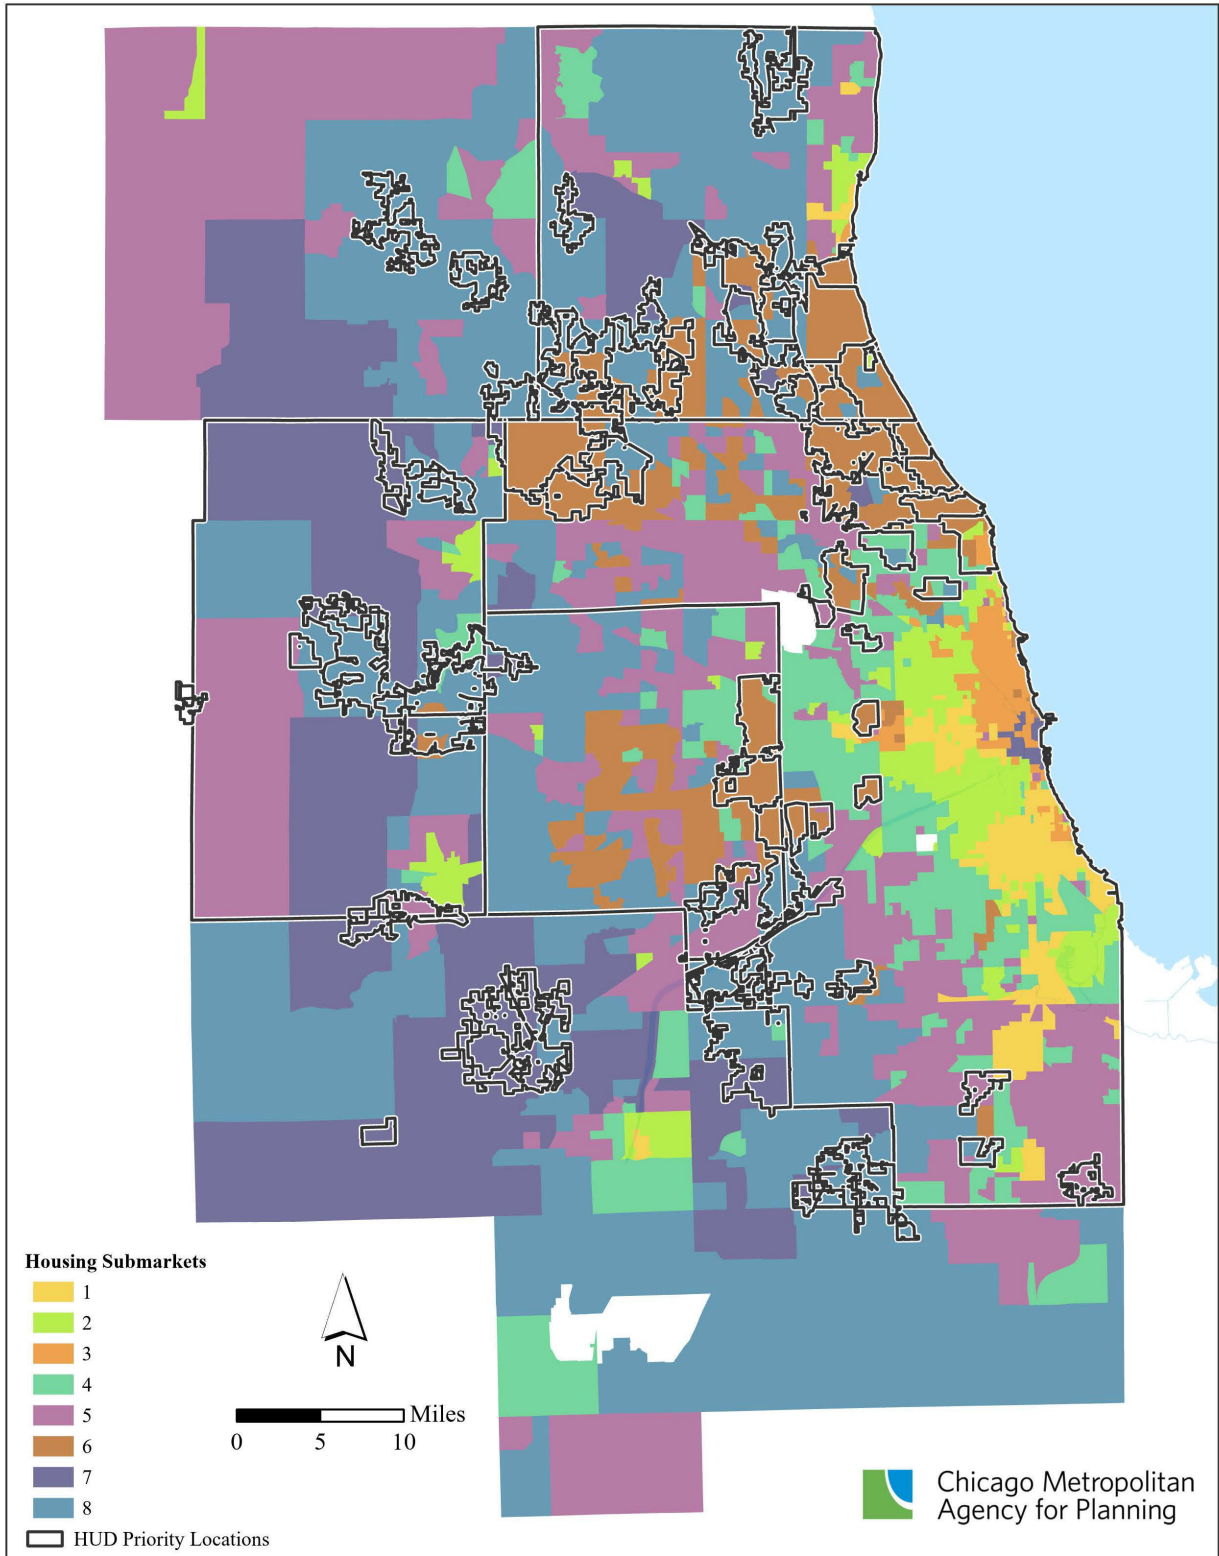 Housing Submarkets
1
2
3
4
5
6
7
8
HUD Priority Locations
N
Miles
0 5 10
Chicago Metropolitan
Agency for Planning